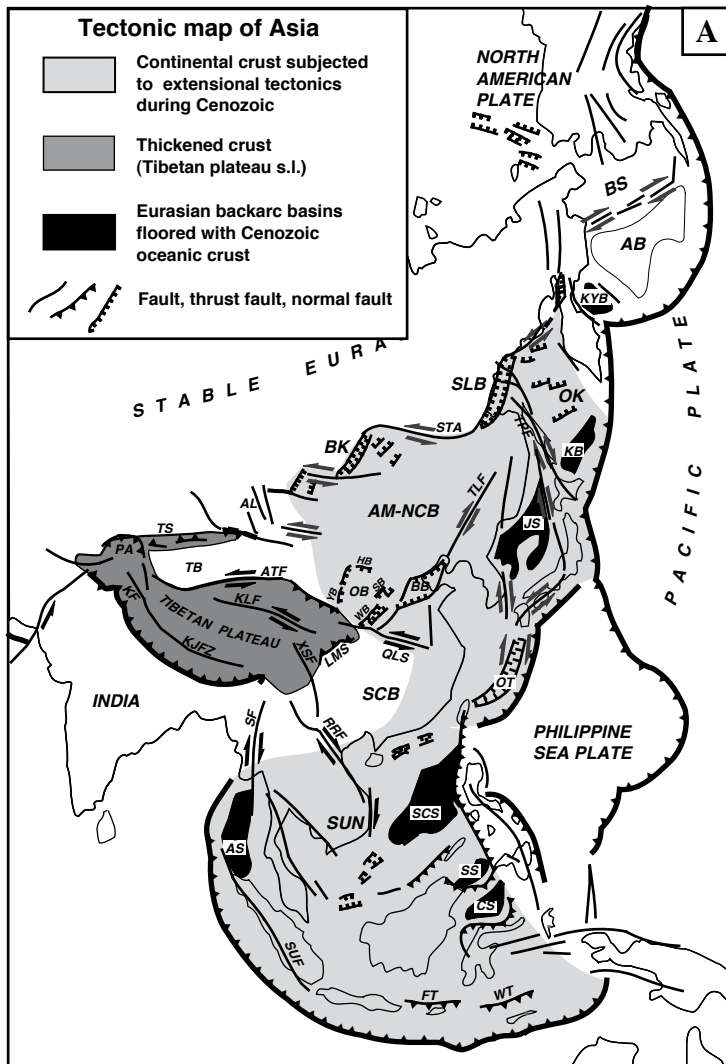 Tectonic map of Asia
Continental crust subjected
to extensional tectonics
during Cenozoic
Thickened crust
(Tibetan plateau s.l.)
Eurasian backarc basins
floored with Cenozoic
oceanic crust
Fault, thrust fault, normal fault
A
NORTH
AMERICAN
PLATE
BS
AB
KYB
STABLE EURA
PACIFIC PLATE
SLB
OK
STA
TPF
BK
KB
TLF
AL
AM-NCB
JS
TS
PA
TB
ATF
HB
YB
OB
SB
BB
WB
KF
KLF
TIBETAN PLATEAU
KJFZ
XSF
LMS
QLS
OT
INDIA
SCB
SF
RRF
PHILIPPINE
SEA PLATE
SUN
SCS
AS
SS
CS
SUF
FT
WT